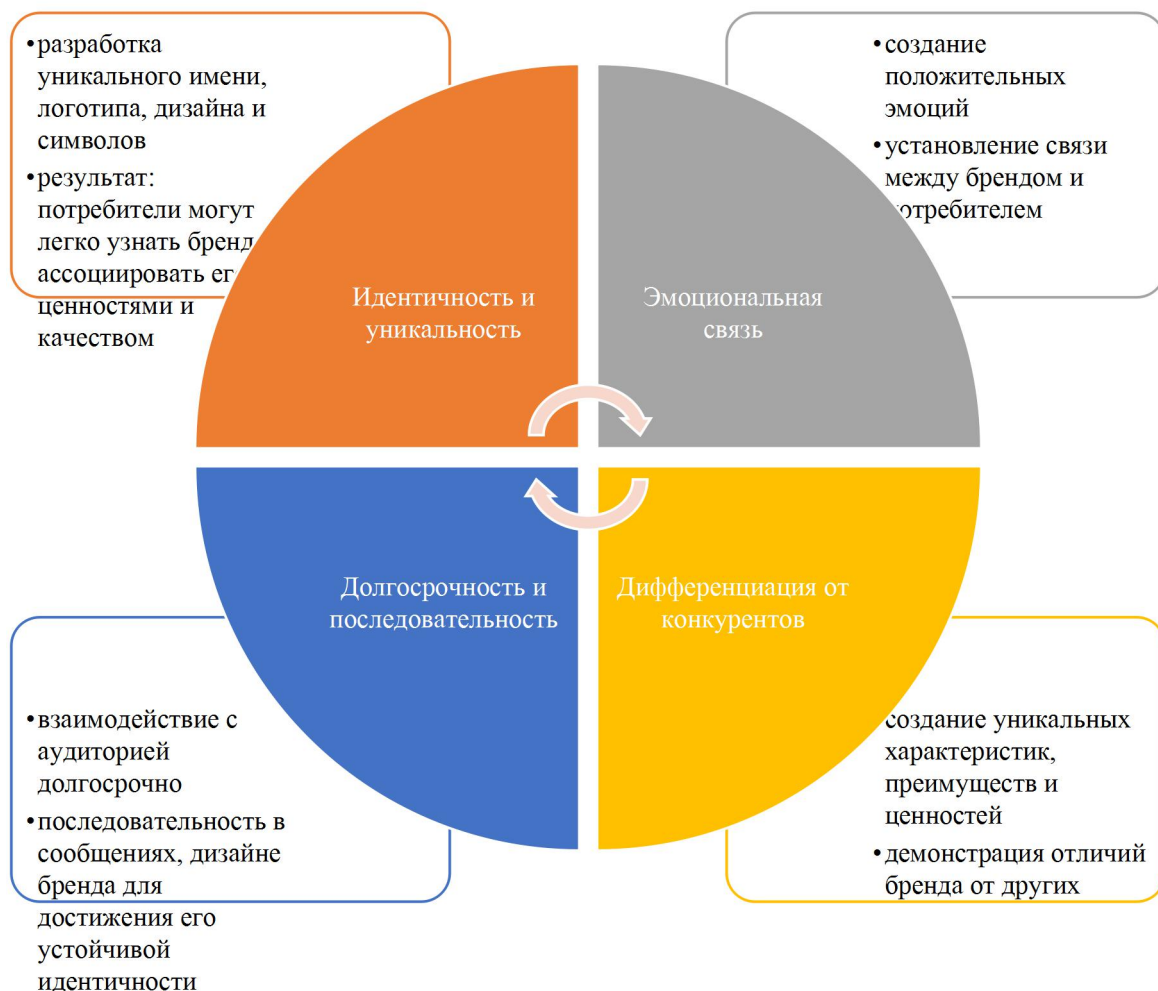 •разработка
уникального имени,
логотипа, дизайна и
символов
•результат:
потребители могут
легко узнать бренд
ассоциировать ег
ценностями и
качеством
•создание
положительных
эмоций
•установление связи
между брендом и
потребителем
Идентичность и
уникальность
Эмоциональная
связь
Долгосрочность и
последовательность
Дифференциация от
конкурентов
•взаимодействие с
аудиторией
долгосрочно
•последовательность в
сообщениях, дизайне
бренда для
достижения его
устойчивой
идентичности
создание уникальных
характеристик,
преимуществ и
ценностей
•демонстрация отличий
бренда от других